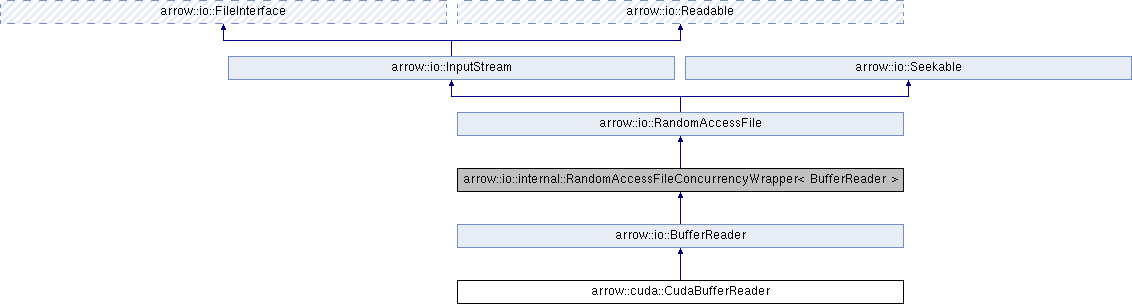 arrow::io::FileInterface
arrow::io::Readable
arrow::io::InputStream
arrow::io::Seekable
arrow::io::RandomAccessFile
arrow::io::internal::RandomAccessFileConcurrencyWrapper< BufferReader >
arrow::io::BufferReader
arrow::cuda::CudaBufferReader